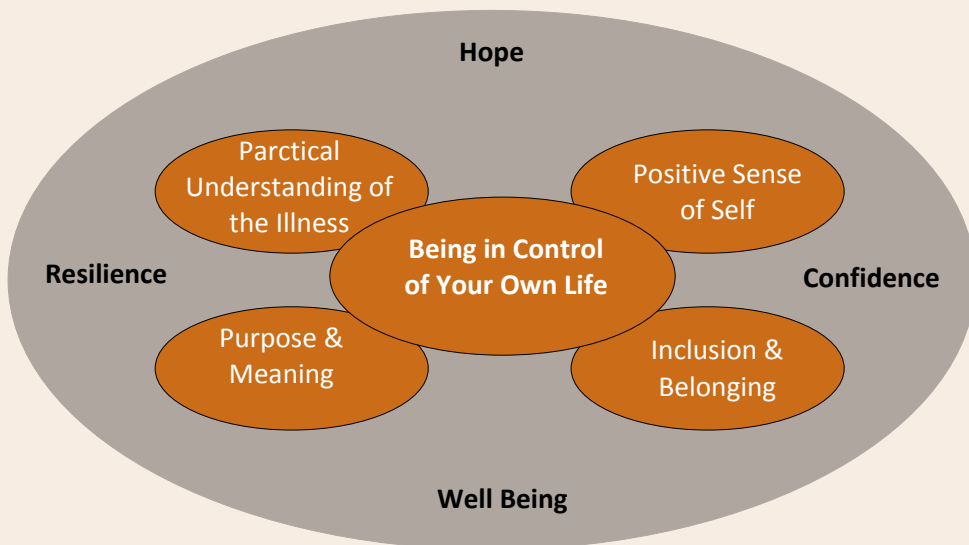 Hope
Parctical
Understanding of
the Illness
Positive Sense
of Self
Being in Control
of Your Own Life
Resilience
Confidence
Purpose &
Meaning
Inclusion &
Belonging
Well Being